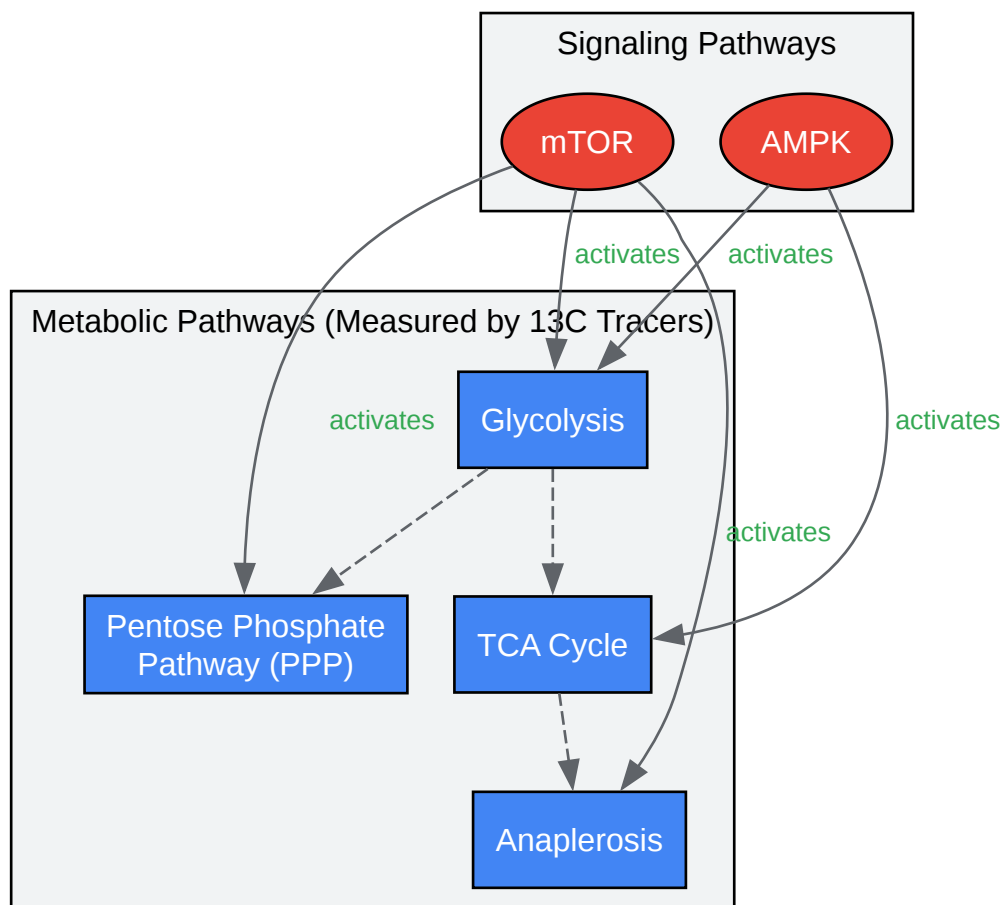 Signaling Pathways
mTOR
AMPK
activates
activates
Metabolic Pathways (Measured by 13C Tracers)
activates
Glycolysis
activates
activates
Pentose Phosphate
Pathway (PPP)
TCA Cycle
Anaplerosis